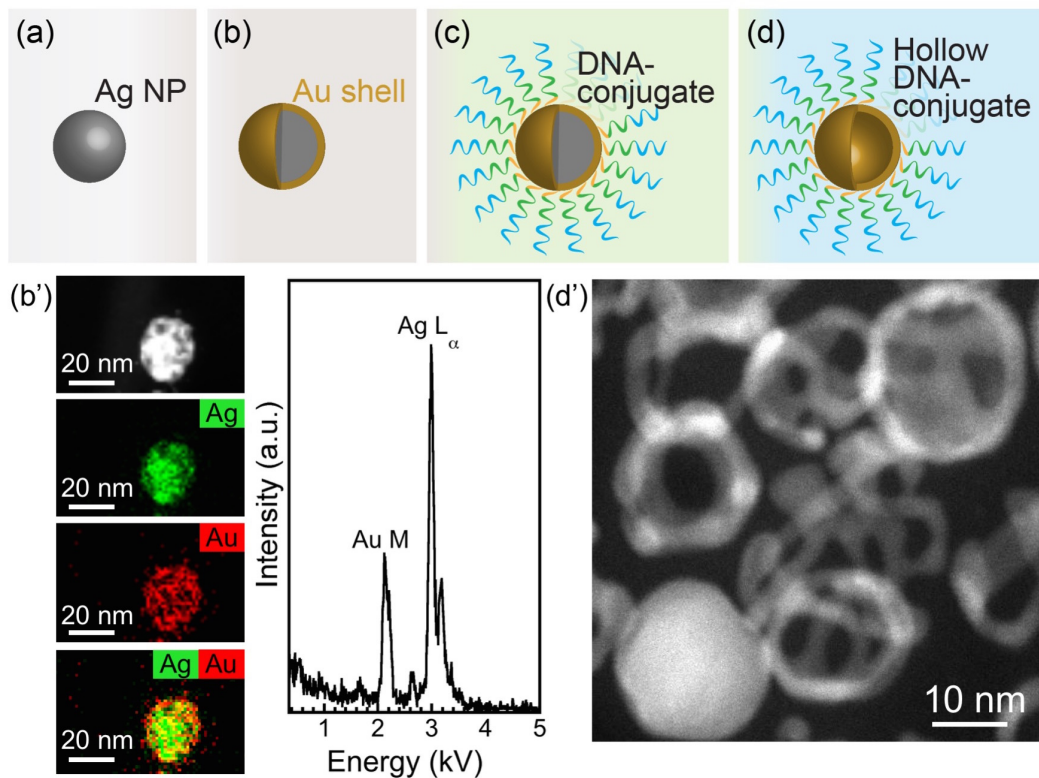 (a)
Ag NP
(b)
Au shell
(c)
DNA-
conjugate
(d)
Hollow
DNA-
conjugate
(b’)
20 nm
Ag
20 nm
Au
20 nm
Ag Au
20 nm
Intensity (a.u.)
Au M
Ag L α
1 2 3 4 5
Energy (kV)
(d’)
10 nm